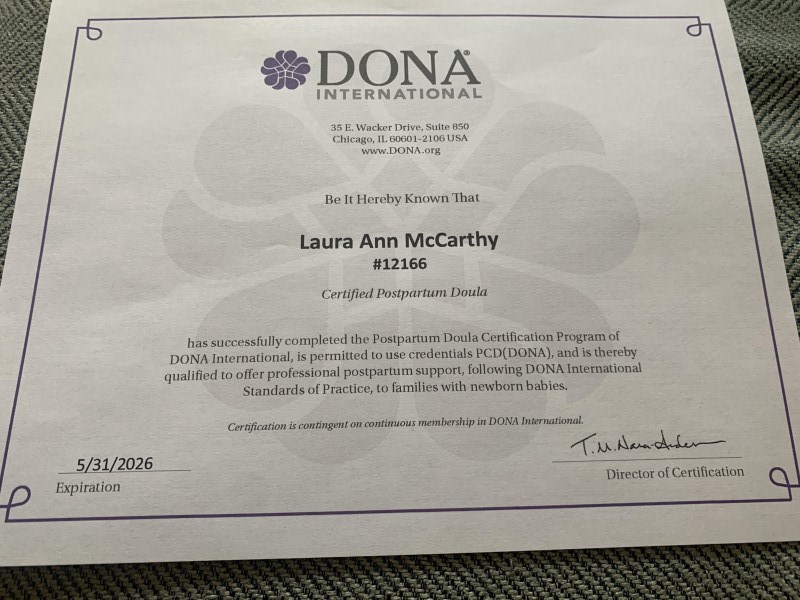 DONA®
INTERNATIONAL
35 E. Wacker Drive, Suite 850
Chicago, IL 60601-2106 USA
www.DONA.org
Be It Hereby Known That
Laura Ann McCarthy
#12166
Certified Postpartum Doula
has successfully completed the Postpartum Doula Certification Program of
DONA International, is permitted to use credentials PCD(DONA), and is thereby
qualified to offer professional postpartum support, following DONA International
Standards of Practice, to families with newborn babies.
Certification is contingent on continuous membership in DONA International.
5/31/2026
Expiration
Director of Certification